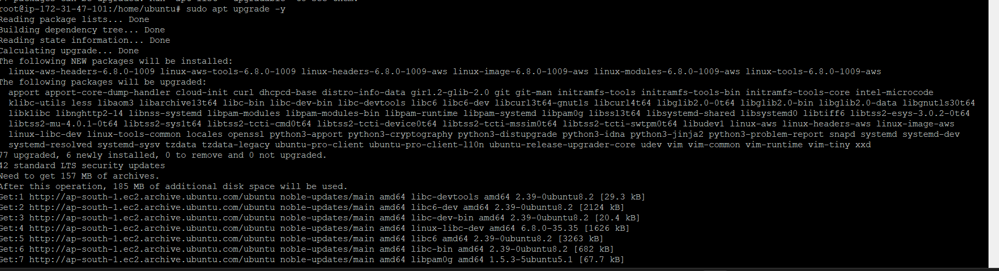 77 packages can be upgraded. Run 'apt list --upgradable' to see them.
root@ip-172-31-47-101:/home/ubuntu# sudo apt upgrade -y
Reading package lists... Done
Building dependency tree... Done
Reading state information... Done
Calculating upgrade... Done
The following NEW packages will be installed:
  linux-aws-headers-6.8.0-1009 linux-aws-tools-6.8.0-1009 linux-headers-6.8.0-1009-aws linux-image-6.8.0-1009-aws linux-modules-6.8.0-1009-aws linux-tools-6.8.0-1009-aws
The following packages will be upgraded:
  apport apport-core-dump-handler cloud-init curl dhcpcd-base distro-info-data gir1.2-glib-2.0 git git-man initramfs-tools initramfs-tools-bin initramfs-tools-core intel-microcode
  klibc-utils less libaom3 libarchive13t64 libc-bin libc-dev-bin libc-devtools libc6 libc6-dev libcurl3t64-gnutls libcurl4t64 libglib2.0-0t64 libglib2.0-bin libglib2.0-data libgnutls30t64
  libklibc libnghttp2-14 libnss-systemd libpam-modules libpam-modules-bin libpam-runtime libpam-systemd libpam0g libssl3t64 libsystemd-shared libsystemd0 libtiff6 libtss2-esys-3.0.2-0t64
  libtss2-mu-4.0.1-0t64 libtss2-sys1t64 libtss2-tcti-cmd0t64 libtss2-tcti-device0t64 libtss2-tcti-mssim0t64 libtss2-tcti-swtpm0t64 libudev1 linux-aws linux-headers-aws linux-image-aws
  linux-libc-dev linux-tools-common locales openssl python3-apport python3-cryptography python3-distupgrade python3-idna python3-jinja2 python3-problem-report snapd systemd systemd-dev
  systemd-resolved systemd-sysv tzdata tzdata-legacy ubuntu-pro-client ubuntu-pro-client-l10n ubuntu-release-upgrader-core udev vim vim-common vim-runtime vim-tiny xxd
77 upgraded, 6 newly installed, 0 to remove and 0 not upgraded.
42 standard LTS security updates
Need to get 157 MB of archives.
After this operation, 185 MB of additional disk space will be used.
Get:1 http://ap-south-1.ec2.archive.ubuntu.com/ubuntu noble-updates/main amd64 libc-devtools amd64 2.39-0ubuntu8.2 [29.3 kB]
Get:2 http://ap-south-1.ec2.archive.ubuntu.com/ubuntu noble-updates/main amd64 libc6-dev amd64 2.39-0ubuntu8.2 [2124 kB]
Get:3 http://ap-south-1.ec2.archive.ubuntu.com/ubuntu noble-updates/main amd64 libc-dev-bin amd64 2.39-0ubuntu8.2 [20.4 kB]
Get:4 http://ap-south-1.ec2.archive.ubuntu.com/ubuntu noble-updates/main amd64 linux-libc-dev amd64 6.8.0-35.35 [1626 kB]
Get:5 http://ap-south-1.ec2.archive.ubuntu.com/ubuntu noble-updates/main amd64 libc6 amd64 2.39-0ubuntu8.2 [3263 kB]
Get:6 http://ap-south-1.ec2.archive.ubuntu.com/ubuntu noble-updates/main amd64 libc-bin amd64 2.39-0ubuntu8.2 [682 kB]
Get:7 http://ap-south-1.ec2.archive.ubuntu.com/ubuntu noble-updates/main amd64 libpam0g amd64 1.5.3-5ubuntu5.1 [67.7 kB]